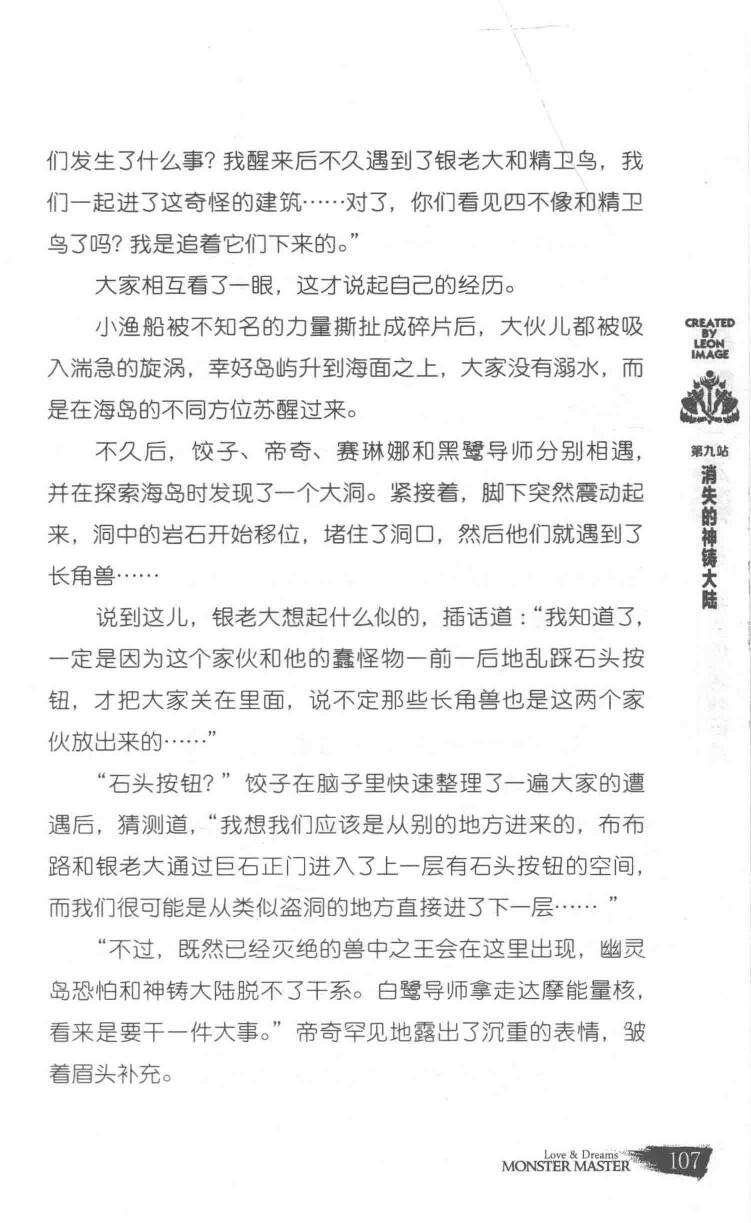 们发生了什么事？我醒来后不久遇到了银老大和精卫鸟，我
们一起进了这奇怪的建筑……对了，你们看见四不像和精卫
鸟了吗？我是追着它们下来的。”
大家相互看了一眼，这才说起自己的经历。
小渔船被不知名的力量撕扯成碎片后，大伙儿都被吸
入湍急的旋涡，幸好岛屿升到海面之上，大家没有溺水，而
是在海岛的不同方位苏醒过来。
不久后，饺子、帝奇、赛琳娜和黑鹭导师分别相遇，
并在探索海岛时发现了一个大洞。紧接着，脚下突然震动起
来，洞中的岩石开始移位，堵住了洞口，然后他们就遇到了
长角兽……
说到这儿，银老大想起什么似的，插话道：“我知道了，
一定是因为这个家伙和他的蠢怪物一前一后地乱踩石头按
钮，才把大家关在里面，说不定那些长角兽也是这两个家
伙放出来的……”
“石头按钮？”饺子在脑子里快速整理了一遍大家的遭
遇后，猜测道，“我想我们应该是从别的地方进来的，布布
路和银老大通过巨石正门进入了上一层有石头按钮的空间，
而我们很可能是从类似盗洞的地方直接进了下一层……”
“不过，既然已经灭绝的兽中之王会在这里出现，幽灵
岛恐怕和神铸大陆脱不了干系。白鹭导师拿走达摩能量核，
看来是要干一件大事。”帝奇罕见地露出了沉重的表情，皱
着眉头补充。
CREATED
BY
LEON
IMAGE
第九站
消失的神铸大陆
Love & Dreams
MONSTER MASTER
107